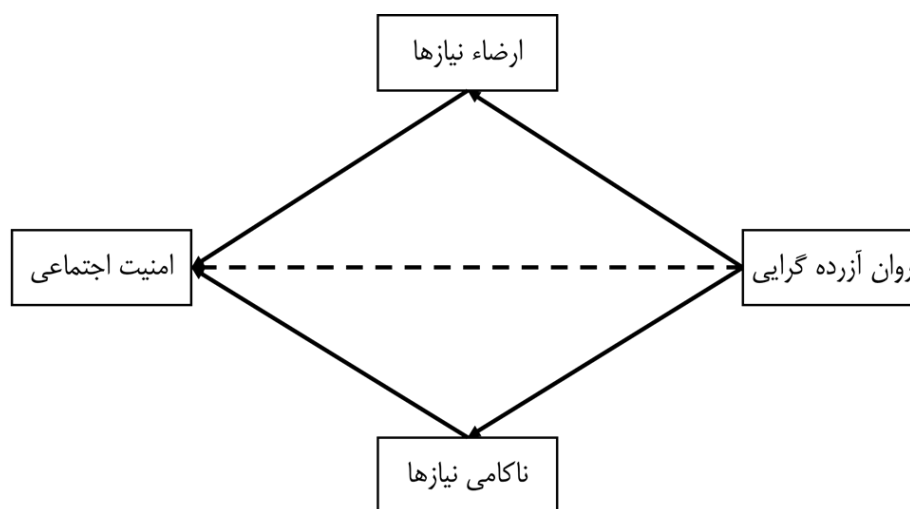 ارضاء نیازها
روان آزرده گرایی
امنیت اجتماعی
ناکامی نیازها